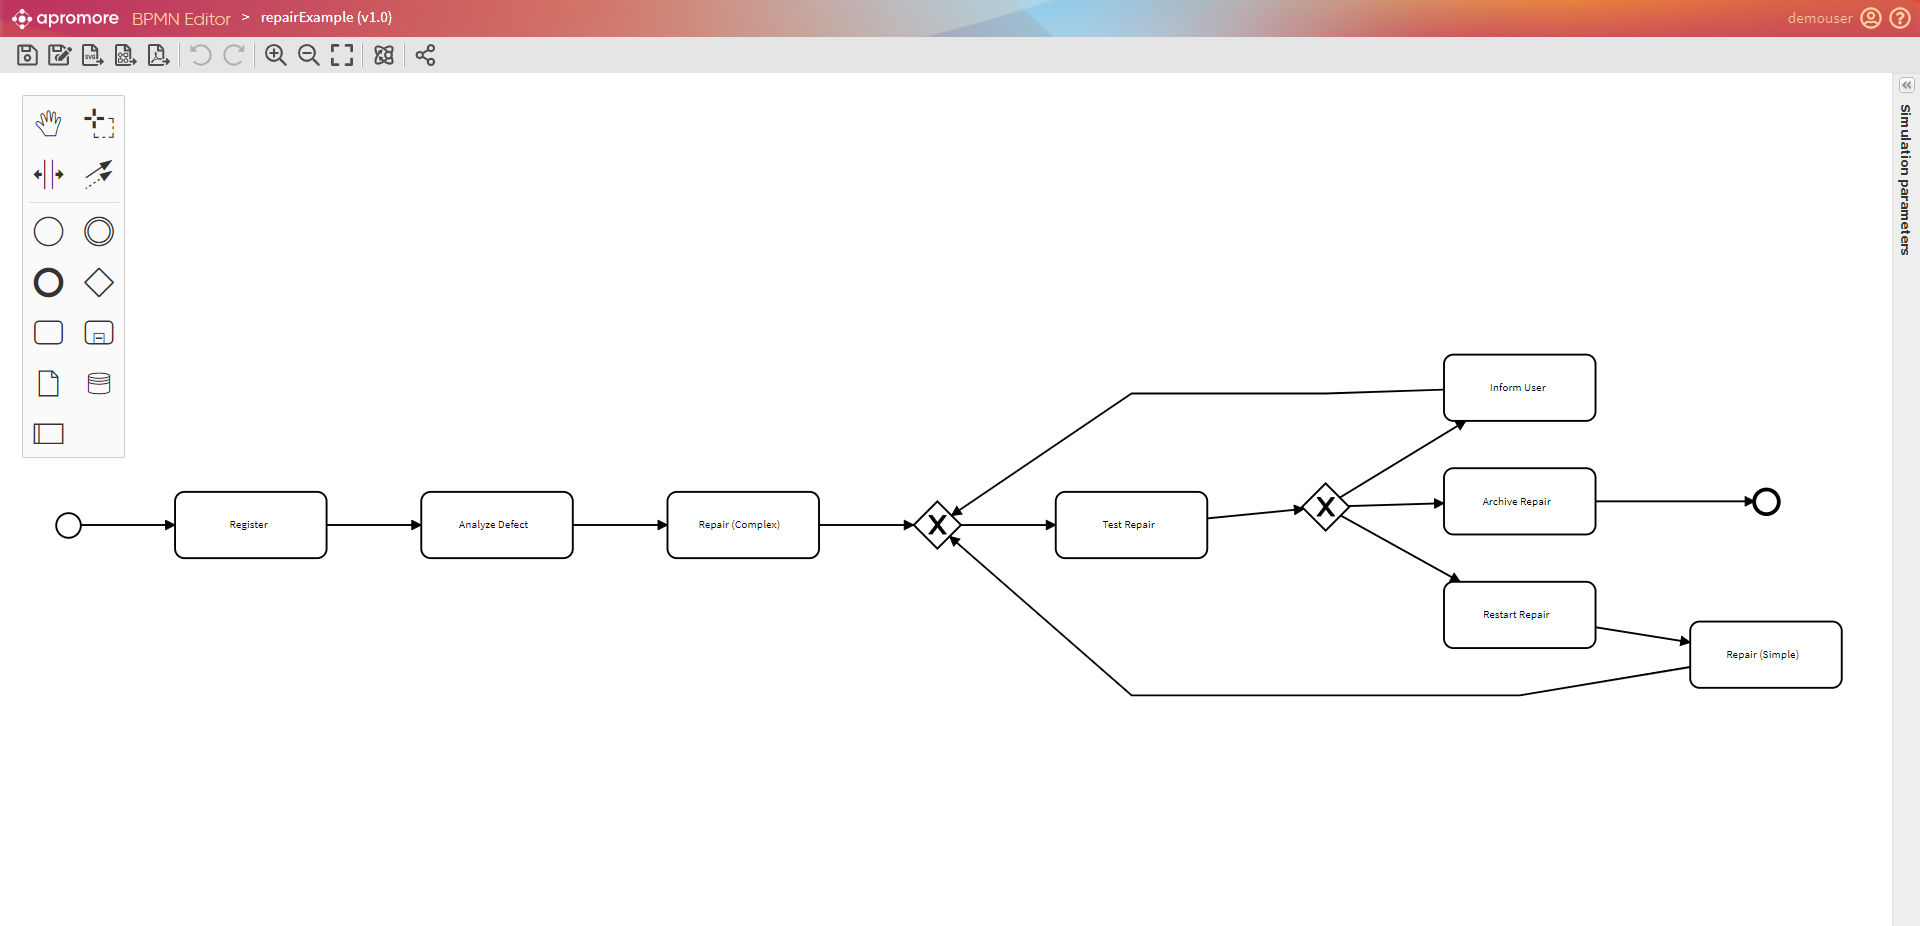 apromore BPMN Editor > repairExample (v1.0)
demouser
Simulation parameters
Inform User
Archive Repair
Register
Analyze Defect
Repair (Complex)
X
Test Repair
X
Restart Repair
Repair (Simple)